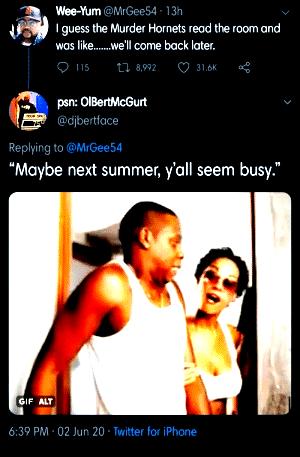 Wee-Yum @MrGee54 · 13h
I guess the Murder Hornets read the room and
was like.......we'll come back later.
115 8,992 31.6K
psn: OlBertMcGurt
@djbertface
Replying to @MrGee54
"Maybe next summer, y'all seem busy."
GIF ALT
6:39 PM · 02 Jun 20 · Twitter for iPhone